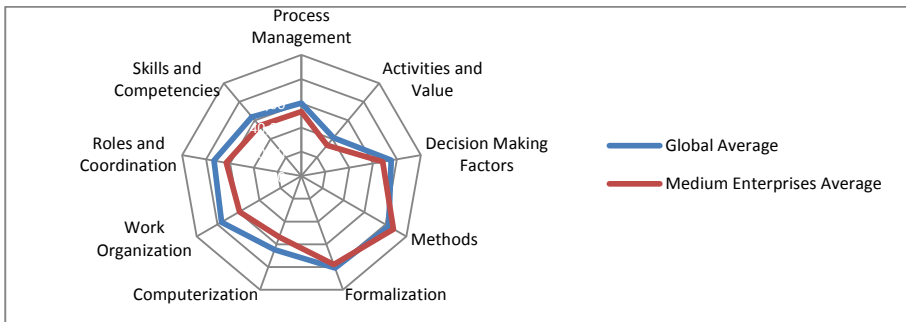 Process
Management
Activities and
Value
Decision Making
Factors
Methods
Formalization
Computerization
Work
Organization
Roles and
Coordination
Skills and
Competencies
Global Average
Medium Enterprises Average